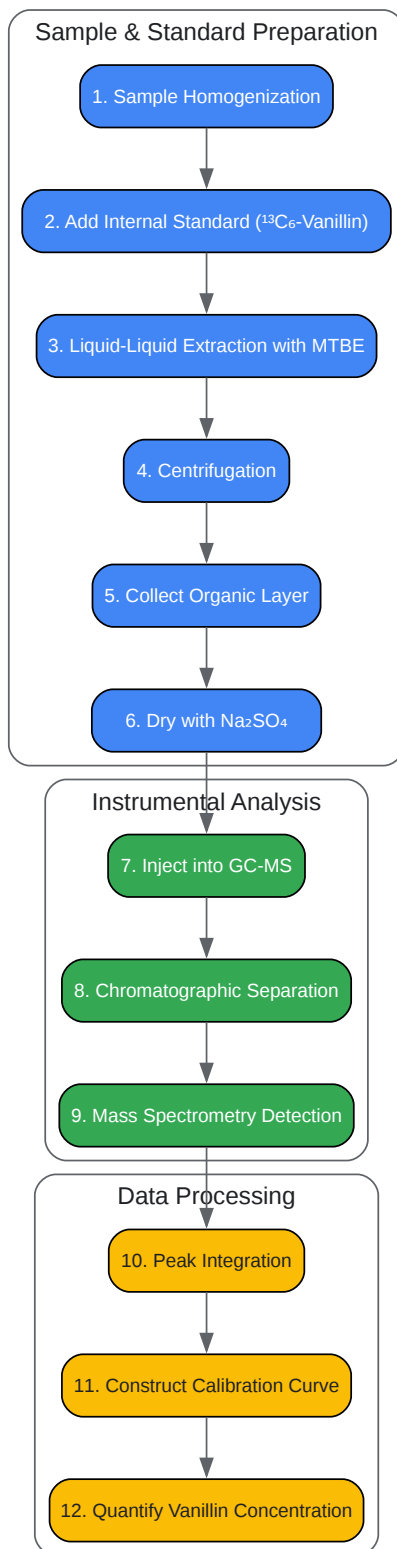 Sample & Standard Preparation
1. Sample Homogenization
2. Add Internal Standard (¹³C₆-Vanillin)
3. Liquid-Liquid Extraction with MTBE
4. Centrifugation
5. Collect Organic Layer
6. Dry with Na₂SO₄
Instrumental Analysis
7. Inject into GC-MS
8. Chromatographic Separation
9. Mass Spectrometry Detection
Data Processing
10. Peak Integration
11. Construct Calibration Curve
12. Quantify Vanillin Concentration